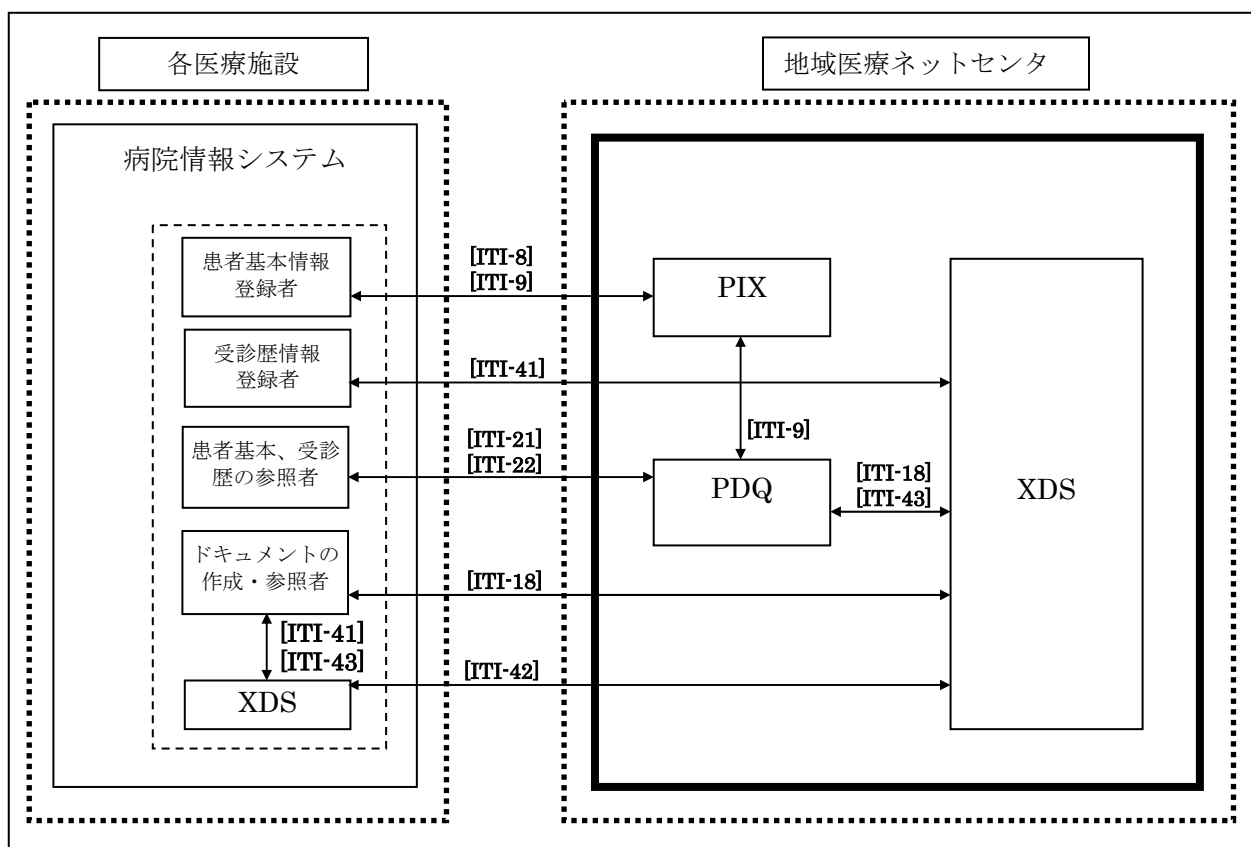 各医療施設
地域医療ネットセンタ
病院情報システム
患者基本情報
登録者
[ITI-8]
[ITI-9]
PIX
受診歴情報
登録者
[ITI-41]
[ITI-9]
患者基本、受診
歴の参照者
[ITI-21]
[ITI-22]
PDQ
[ITI-18]
[ITI-43]
XDS
ドキュメントの
作成・参照者
[ITI-18]
[ITI-41]
[ITI-43]
[ITI-42]
XDS